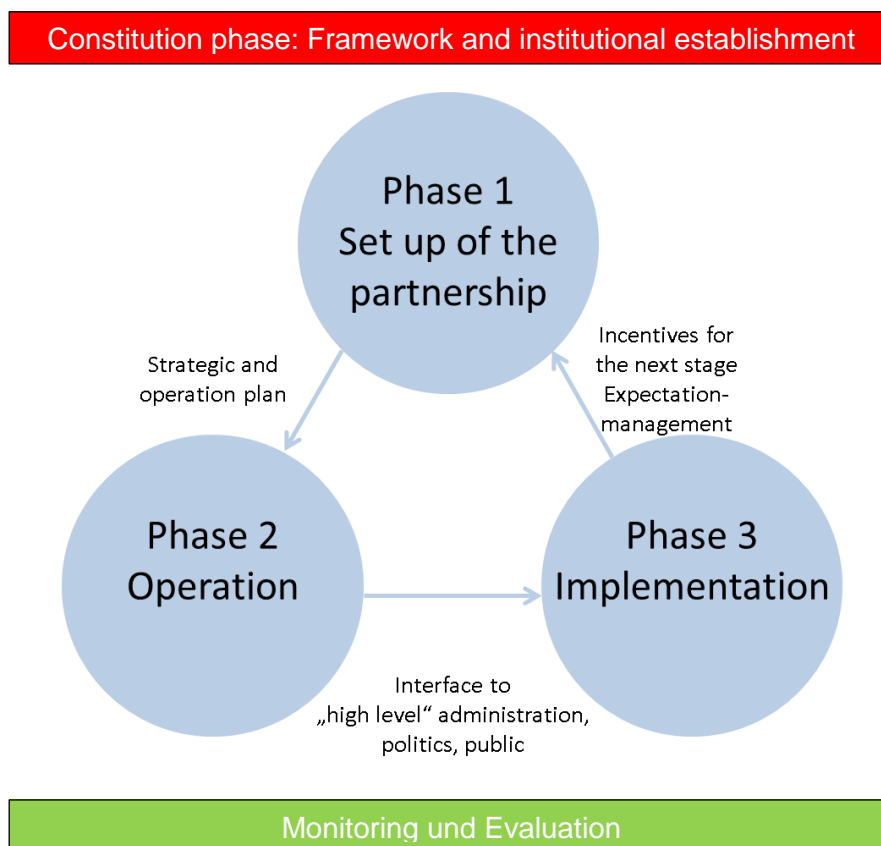 Constitution phase: Framework and institutional establishment
Phase 1
Set up of the
partnership
Strategic and
operation plan
Incentives for
the next stage
Expectation-
management
Phase 2
Operation
Phase 3
Implementation
Interface to
„high level“ administration,
politics, public
Monitoring und Evaluation